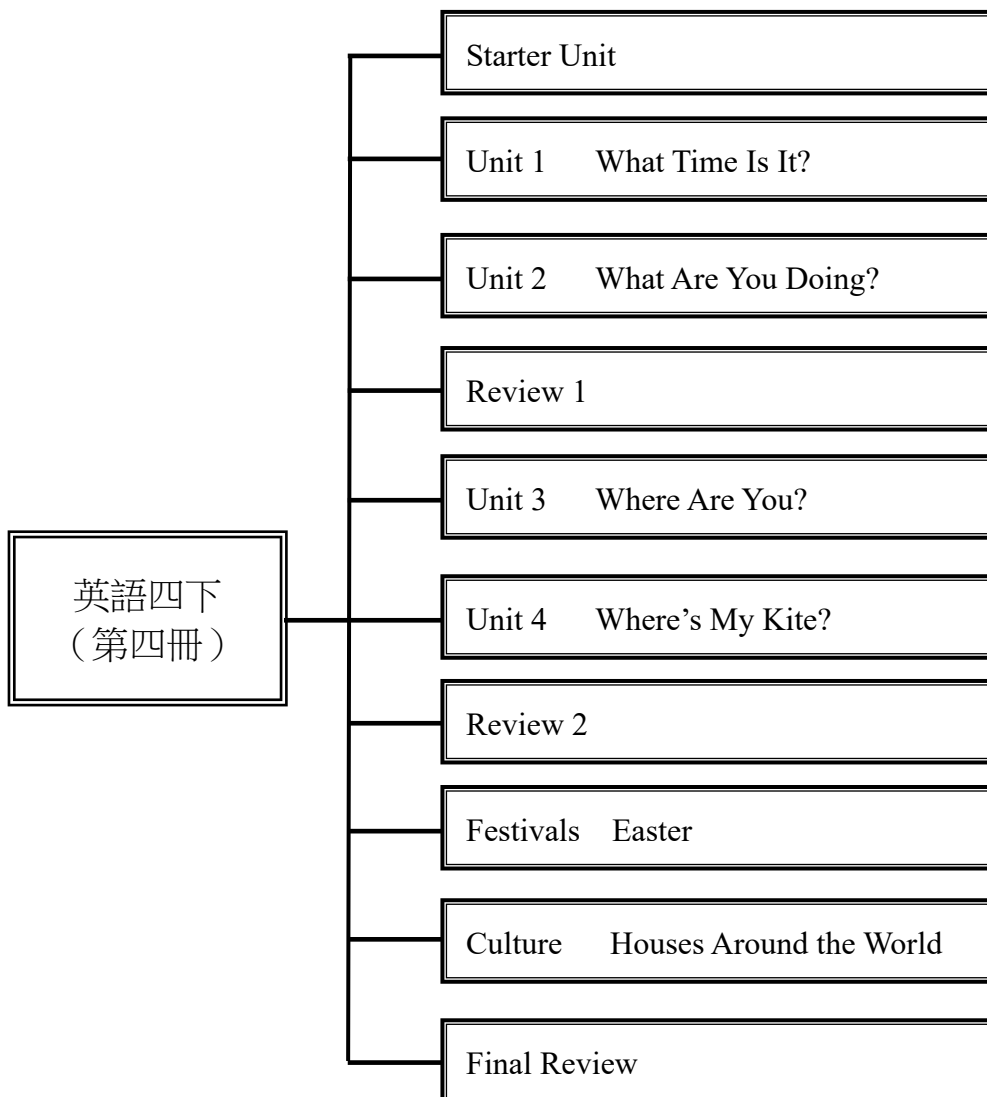 Starter Unit
Unit 1 What Time Is It?
Unit 2 What Are You Doing?
Review 1
Unit 3 Where Are You?
英語四下
（第四冊）
Unit 4 Where’s My Kite?
Review 2
Festivals Easter
Culture Houses Around the World
Final Review